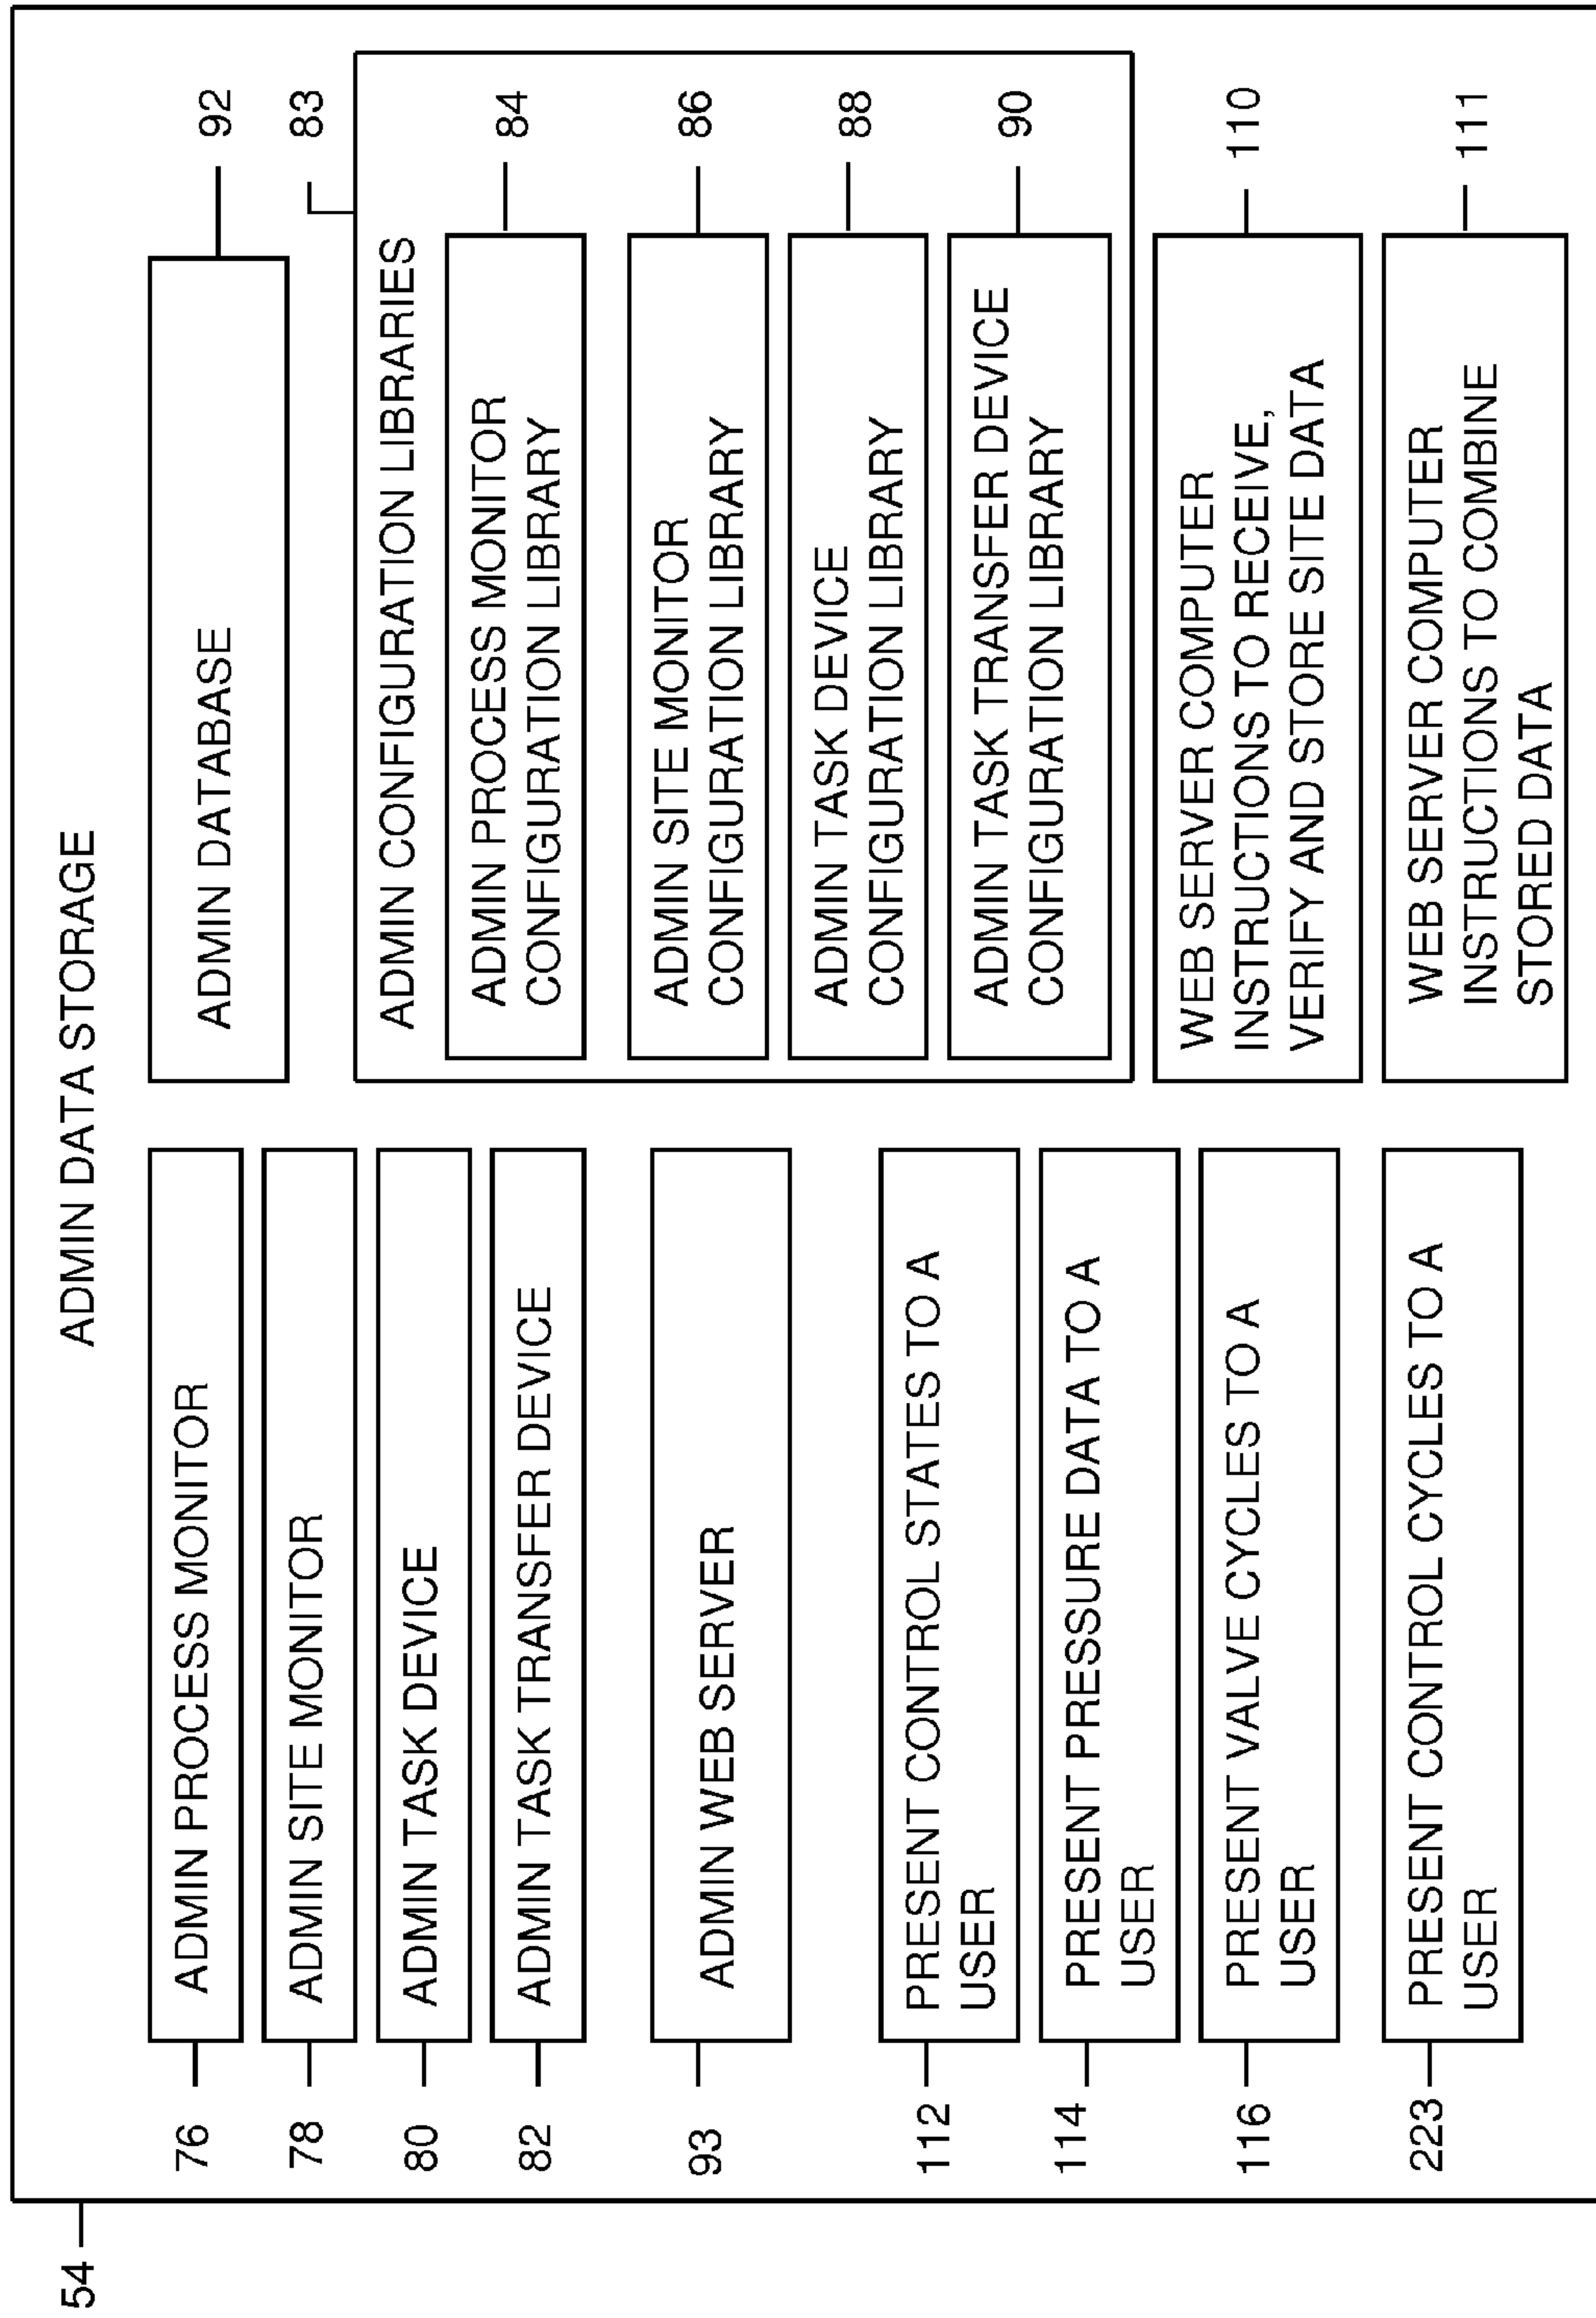 54
ADMIN DATA STORAGE
76
ADMIN PROCESS MONITOR
78
ADMIN SITE MONITOR
80
ADMIN TASK DEVICE
82
ADMIN TASK TRANSFER DEVICE
93
ADMIN WEB SERVER
112
PRESENT CONTROL STATES TO A
USER
114
PRESENT PRESSURE DATA TO A
USER
116
PRESENT VALVE CYCLES TO A
USER
223
PRESENT CONTROL CYCLES TO A
USER
ADMIN DATABASE
92
83
ADMIN CONFIGURATION LIBRARIES
ADMIN PROCESS MONITOR
CONFIGURATION LIBRARY
84
ADMIN SITE MONITOR
CONFIGURATION LIBRARY
86
ADMIN TASK DEVICE
CONFIGURATION LIBRARY
88
ADMIN TASK TRANSFER DEVICE
CONFIGURATION LIBRARY
90
WEB SERVER COMPUTER
INSTRUCTIONS TO RECEIVE,
VERIFY AND STORE SITE DATA
110
WEB SERVER COMPUTER
INSTRUCTIONS TO COMBINE
STORED DATA
111